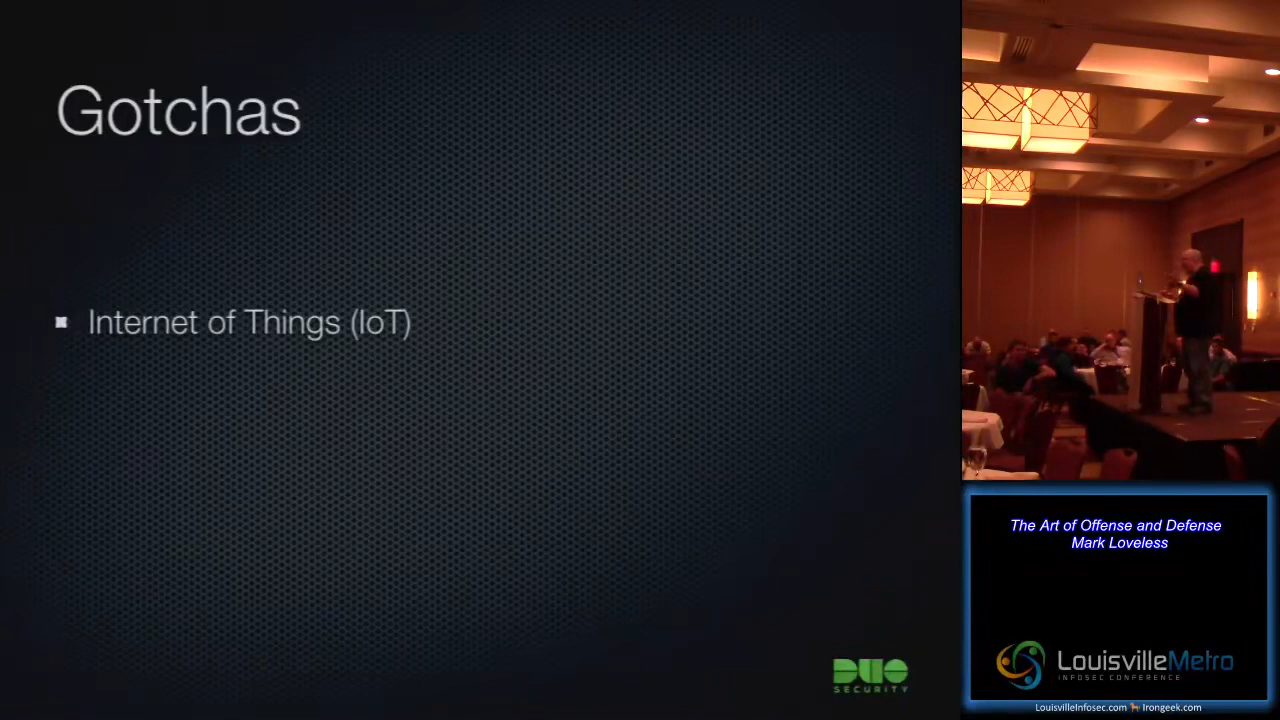 Gotchas
Internet of Things (IoT)
DUO
SECURITY
The Art of Offense and Defense
Mark Loveless
LouisvilleMetro
INFOSEC CONFERENCE
LouisvilleInfosec.com Irongeek.com